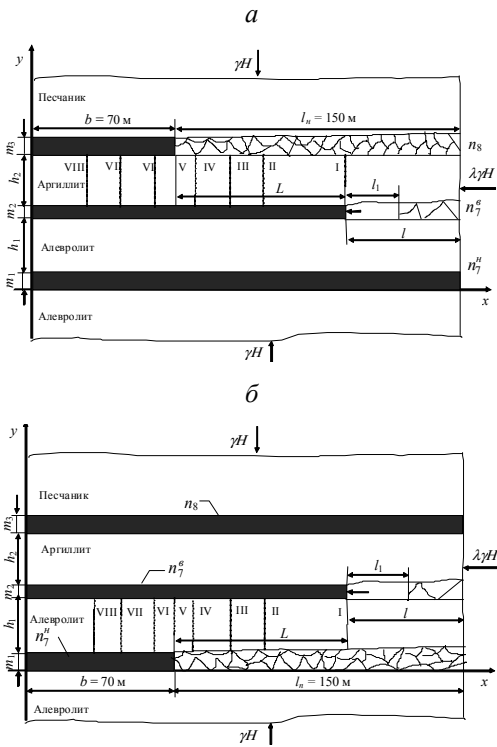 а
γH
y
Песчаник
b = 70 м
lп = 150 м
m3
n8
VIII
VII
VI
V
IV
III
II
I
h2
Аргиллит
L
l1
λγH
m2
n7в
l
h1
Алевролит
n7н
m1
x
Алевролит
γH
б
y
γH
Песчаник
n8
m3
h2
Аргиллит
n7в
l1
λγH
m2
Алевролит
VIII
VII
VI
V
IV
III
II
I
l
h1
n7н
L
m1
b = 70 м
lп = 150 м
x
Алевролит
γH